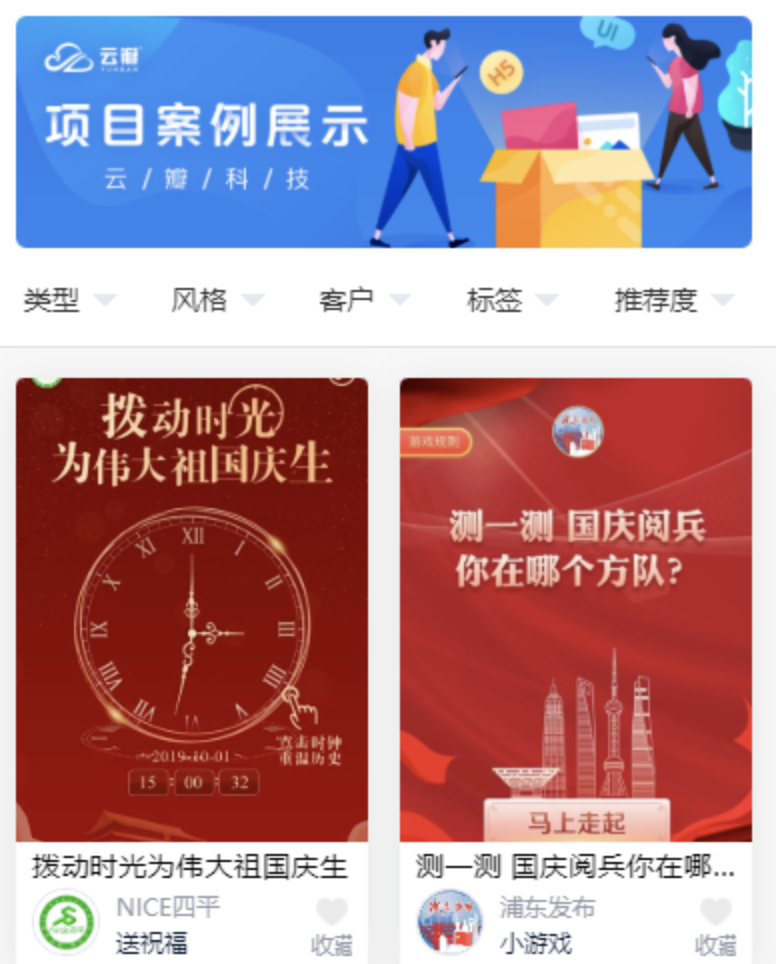 云瓣
YUNBAN
UI
H5
项目案例展示
云 / 瓣 / 科 / 技
类型
风格
客户
标签
推荐度
拨动时光
为伟大祖国庆生
XII
I
II
III
IIII
V
VI
VII
VIII
IX
X
XI
点击时钟
重温历史
2019-10-01
15 : 00 : 32
拨动时光为伟大祖国庆生
NICE四平
送祝福
收藏
游戏规则
测一测 国庆阅兵
你在哪个方队?
马上走起
测一测 国庆阅兵你在哪...
浦东发布
小游戏
收藏